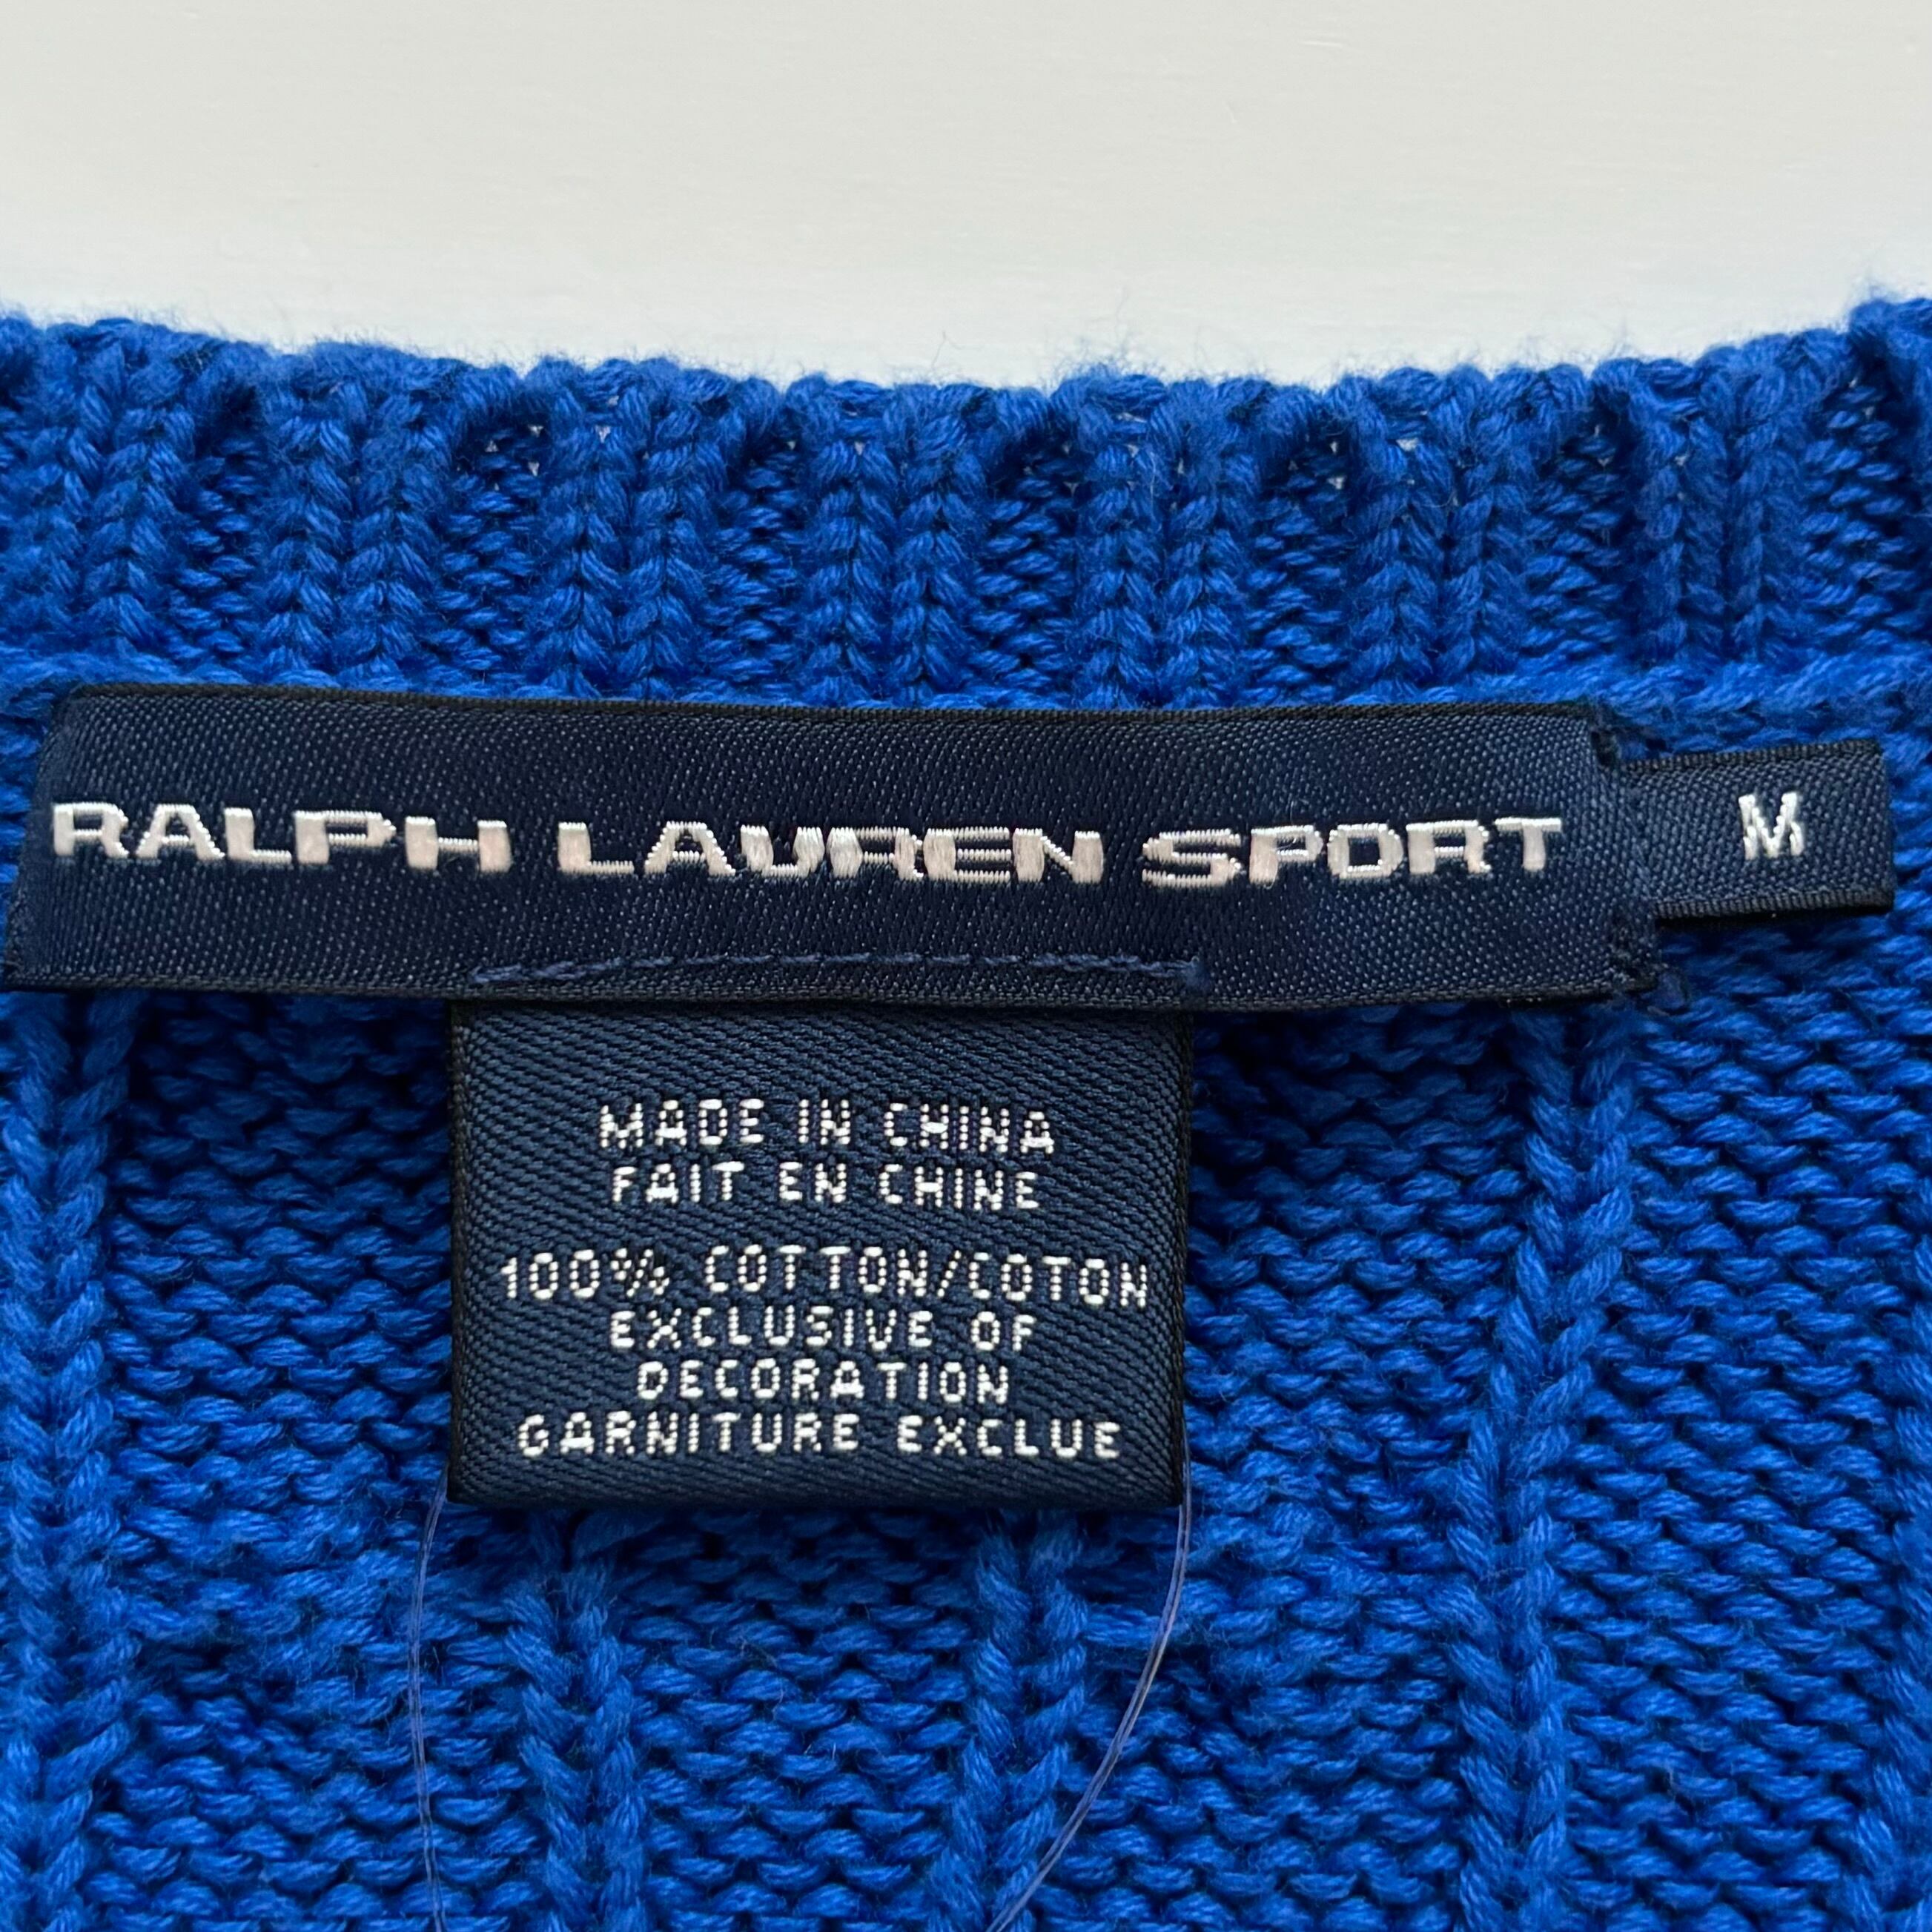 RALPH LAUREN SPORT
M
MADE IN CHINA
FAIT EN CHINE
100% COTTON/COTON
EXCLUSIVE OF
DECORATION
GARNITURE EXCLUE